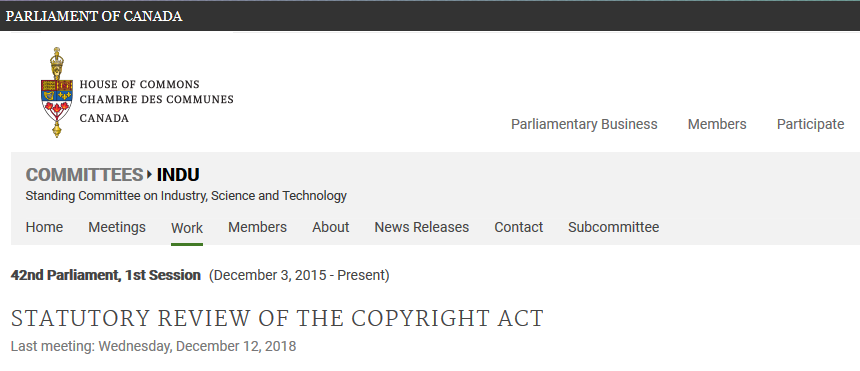 PARLIAMENT OF CANADA
HOUSE OF COMMONS
CHAMBRE DES COMMUNES
CANADA
Parliamentary Business Members Participate
COMMITTEES INDU
Standing Committee on Industry, Science and Technology
Home Meetings Work Members About News Releases Contact Subcommittee
42nd Parliament, 1st Session (December 3, 2015 - Present)
STATUTORY REVIEW OF THE COPYRIGHT ACT
Last meeting: Wednesday, December 12, 2018